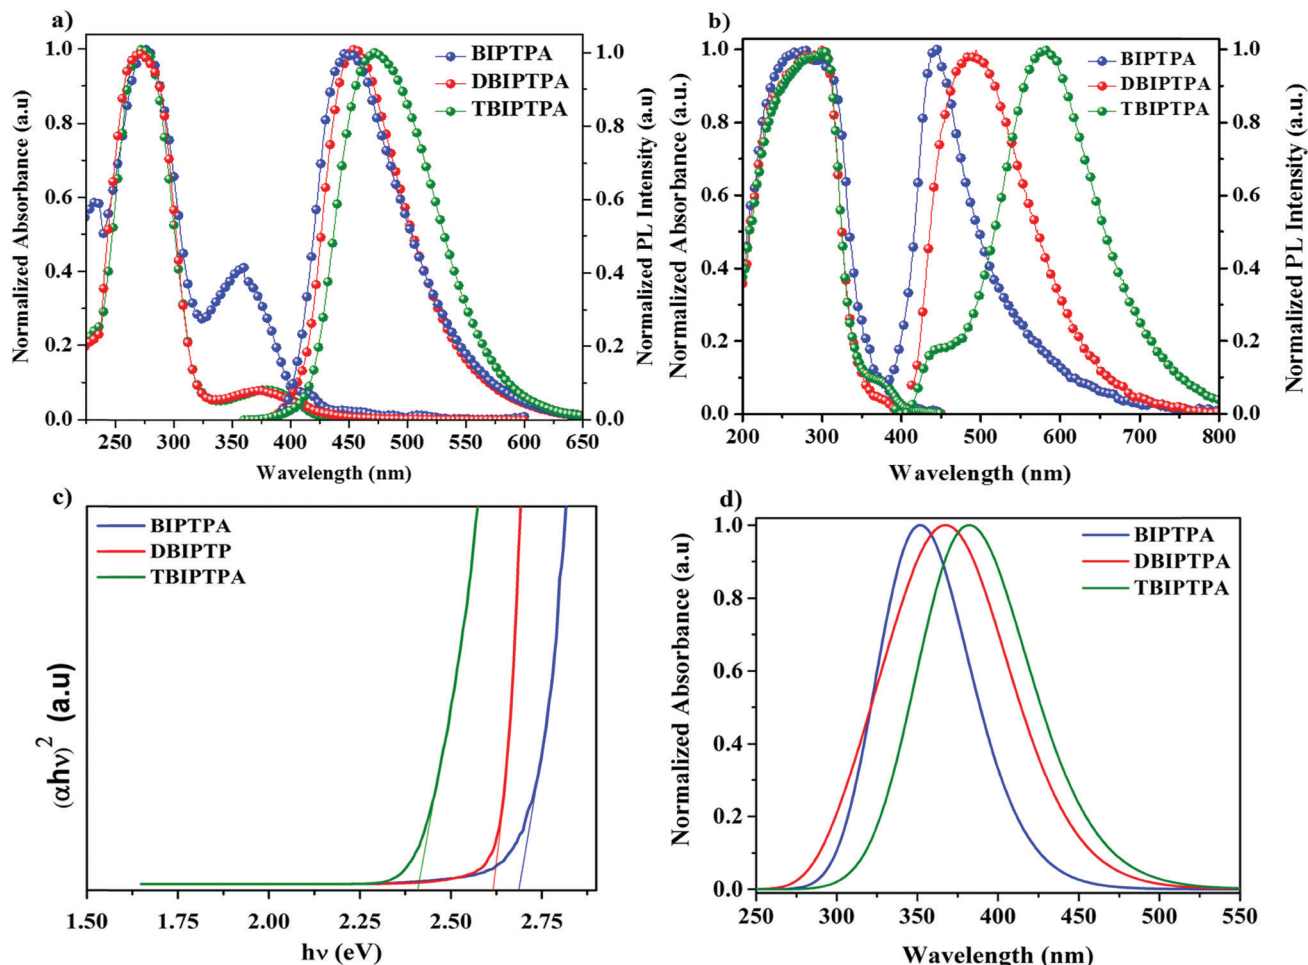 a)
1.0
0.8
0.6
0.4
0.2
0.0
Normalized Absorbance (a.u)
BIPTPA
DBIPTPA
TBIPTPA
1.0
0.8
0.6
0.4
0.2
0.0
Normalized PL Intensity (a.u)
250 300 350 400 450 500 550 600 650
Wavelength (nm)
b)
1.0
0.8
0.6
0.4
0.2
0.0
Normalized Absorbance (a.u.)
BIPTPA
DBIPTPA
TBIPTPA
1.0
0.8
0.6
0.4
0.2
0.0
Normalized PL Intensity (a.u.)
200 300 400 500 600 700 800
Wavelength (nm)
c)
BIPTPA
DBIPTP
TBIPTPA
(αhν)² (a.u)
1.50 1.75 2.00 2.25 2.50 2.75
hν (eV)
d)
1.0
0.8
0.6
0.4
0.2
0.0
Normalized Absorbance (a.u)
BIPTPA
DBIPTPA
TBIPTPA
250 300 350 400 450 500 550
Wavelength (nm)